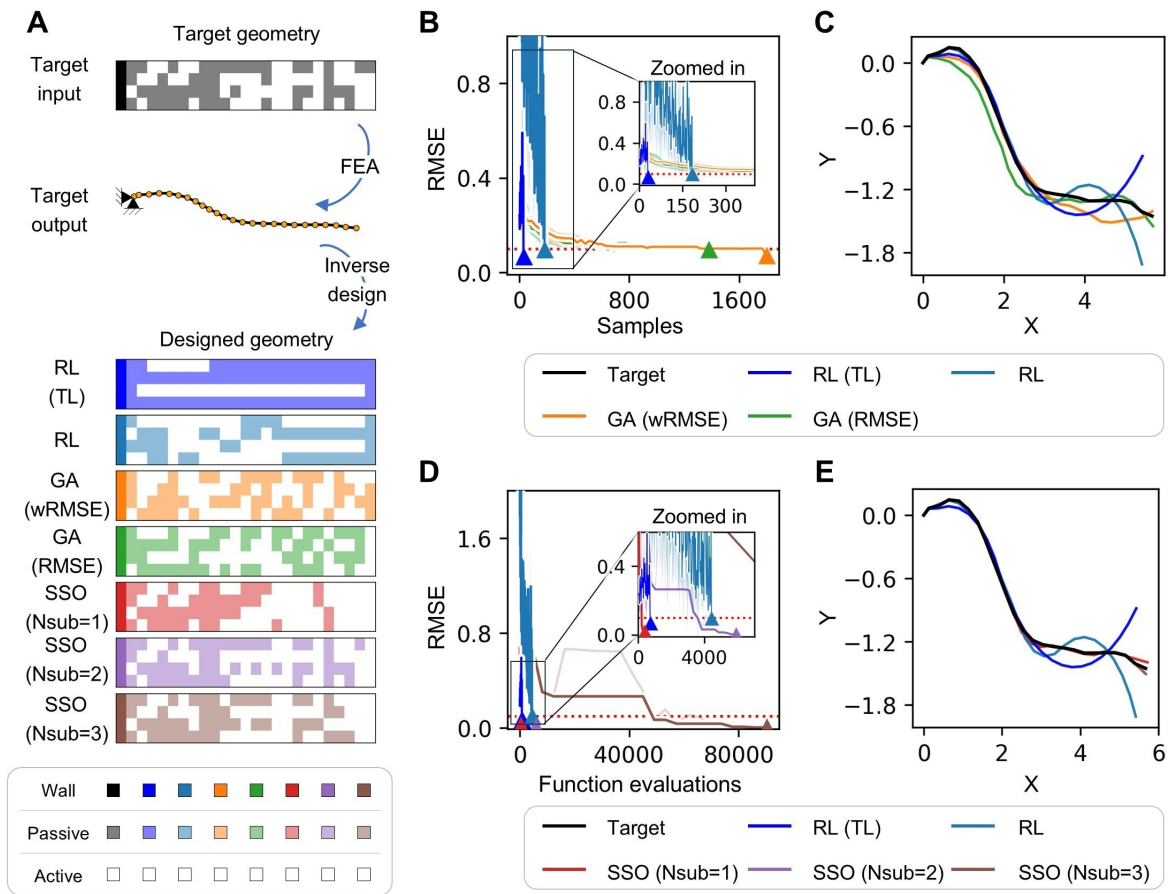 A
Target geometry
Target
input
FEA
Target
output
Inverse
design
Designed geometry
RL
(TL)
RL
GA
(wRMSE)
GA
(RMSE)
SSO
(Nsub=1)
SSO
(Nsub=2)
SSO
(Nsub=3)
Wall
Passive
Active
B
RMSE
0.8
0.4
0.0
Zoomed in
0.8
0.4
0.0
0 150 300
0 800 1600
Samples
C
Y
0.0
−0.6
−1.2
−1.8
0 2 4
X
Target RL (TL) RL
GA (wRMSE) GA (RMSE)
D
RMSE
1.6
0.8
0.0
Zoomed in
0.4
0.0
0 4000
0 40000 80000
Function evaluations
E
Y
0.0
−0.6
−1.2
−1.8
0 2 4 6
X
Target RL (TL) RL
SSO (Nsub=1) SSO (Nsub=2) SSO (Nsub=3)